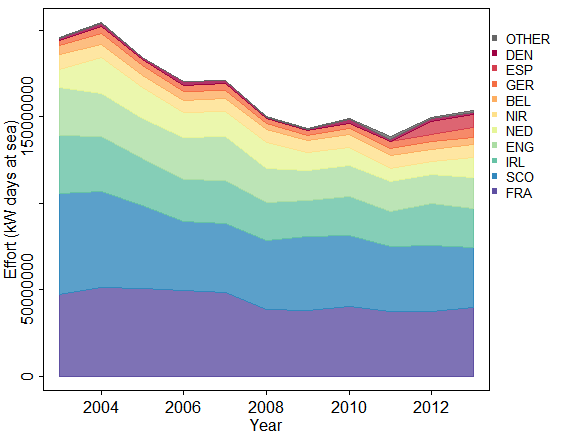 OTHER
DEN
ESP
GER
BEL
NIR
NED
ENG
IRL
SCO
FRA
Effort (kW days at sea)
150000000
50000000
0
2004 2006 2008 2010 2012
Year